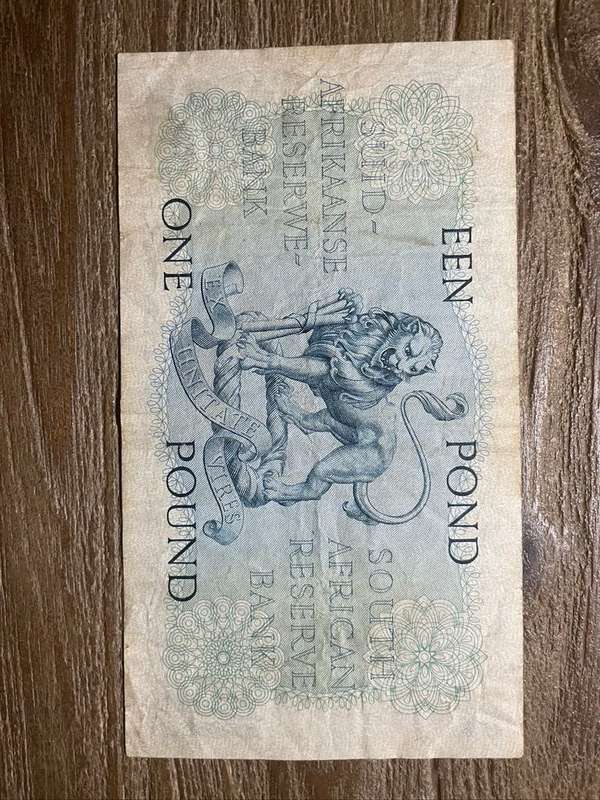 EEN POND
SUID-
AFRIKAANSE
RESERWE-
BANK
SOUTH
AFRICAN
RESERVE
BANK
EX UNITATE VIRES
ONE POUND